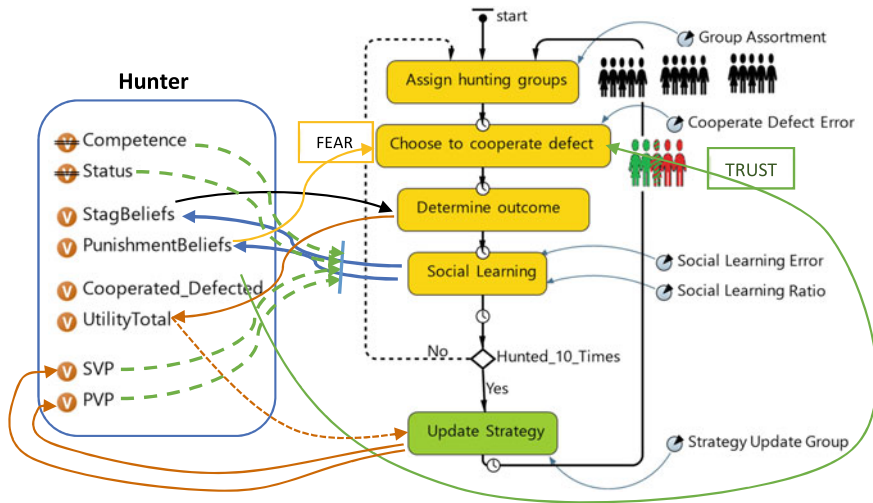 start
Group Assortment
Hunter
Assign hunting groups
Competence
FEAR
Choose to cooperate defect
Cooperate Defect Error
Status
TRUST
StagBeliefs
Determine outcome
PunishmentBeliefs
Social Learning
Social Learning Error
Cooperated_Defected
Social Learning Ratio
UtilityTotal
No
Hunted_10_Times
SVP
Yes
PVP
Update Strategy
Strategy Update Group
V
V
V
V
V
V
V
V